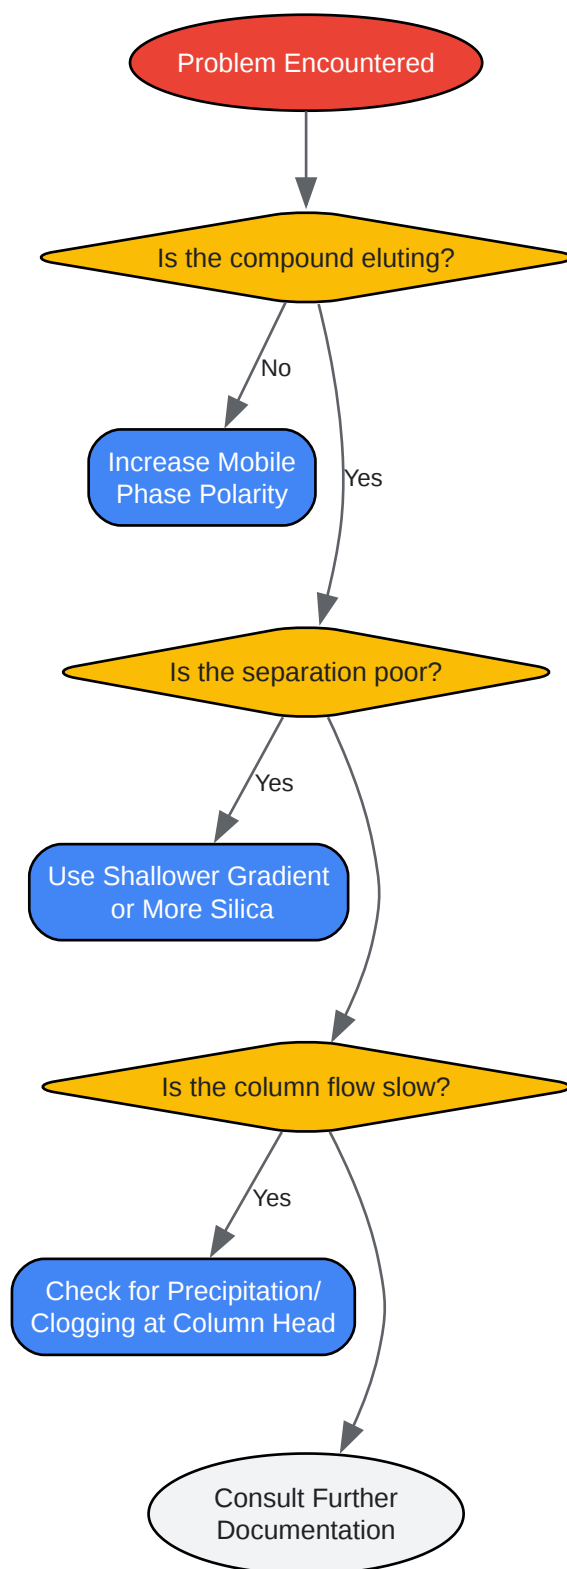 Problem Encountered
Is the compound eluting?
No
Increase Mobile
Phase Polarity
Yes
Is the separation poor?
Yes
Use Shallower Gradient
or More Silica
Is the column flow slow?
Yes
Check for Precipitation/
Clogging at Column Head
Consult Further
Documentation